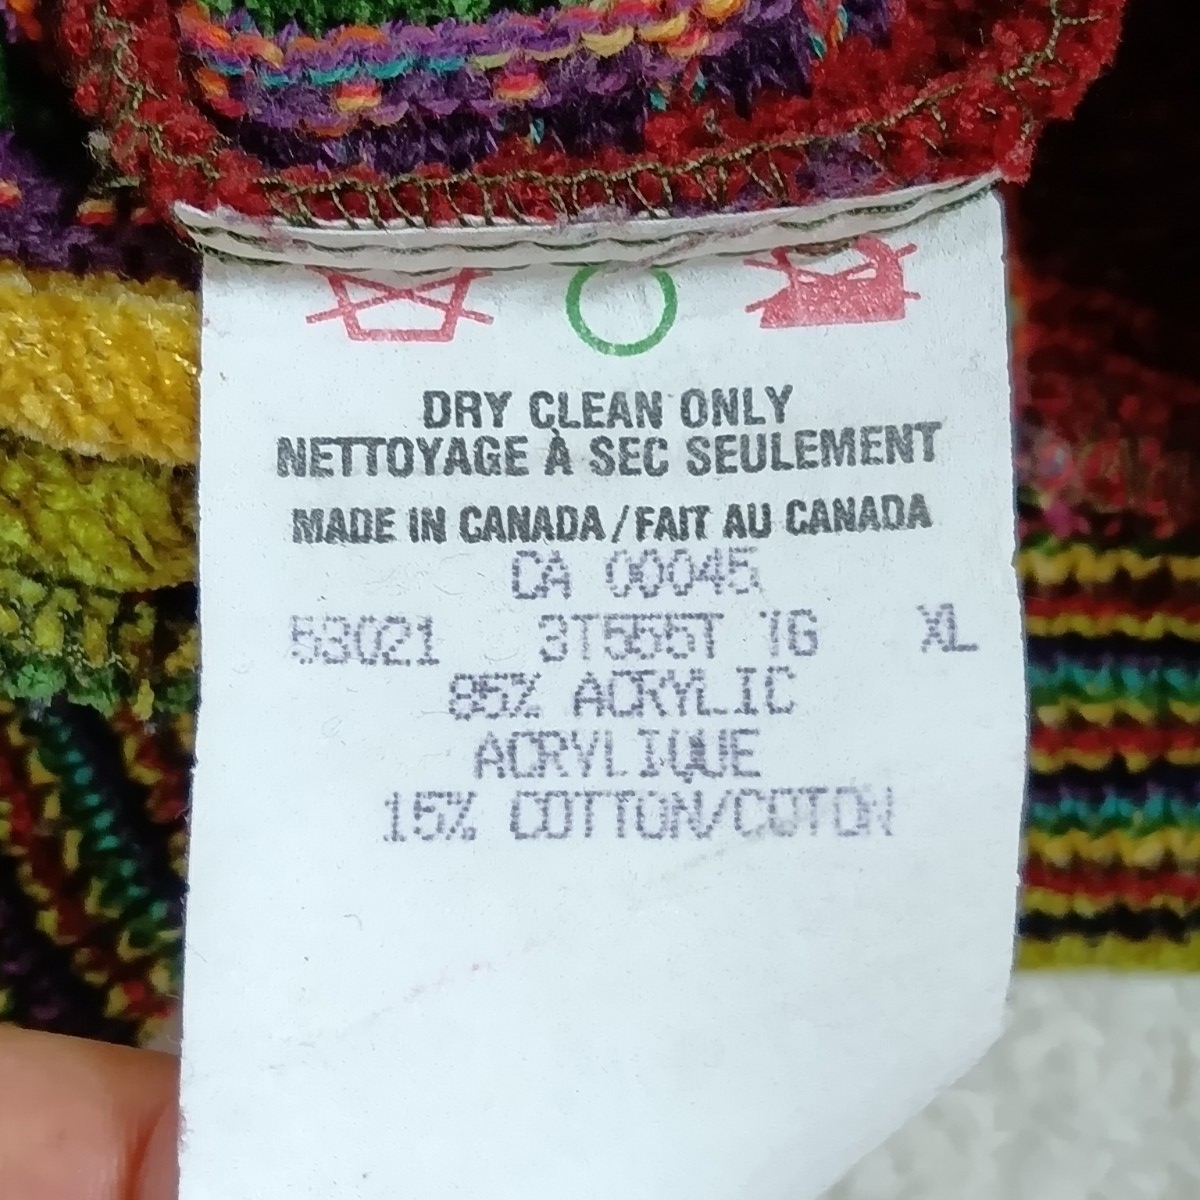 DRY CLEAN ONLY
NETTOYAGE À SEC SEULEMENT
MADE IN CANADA / FAIT AU CANADA
CA 00045
53021 3T555T TG XL
85% ACRYLIC
ACRYLIQUE
15% COTTON/COTON